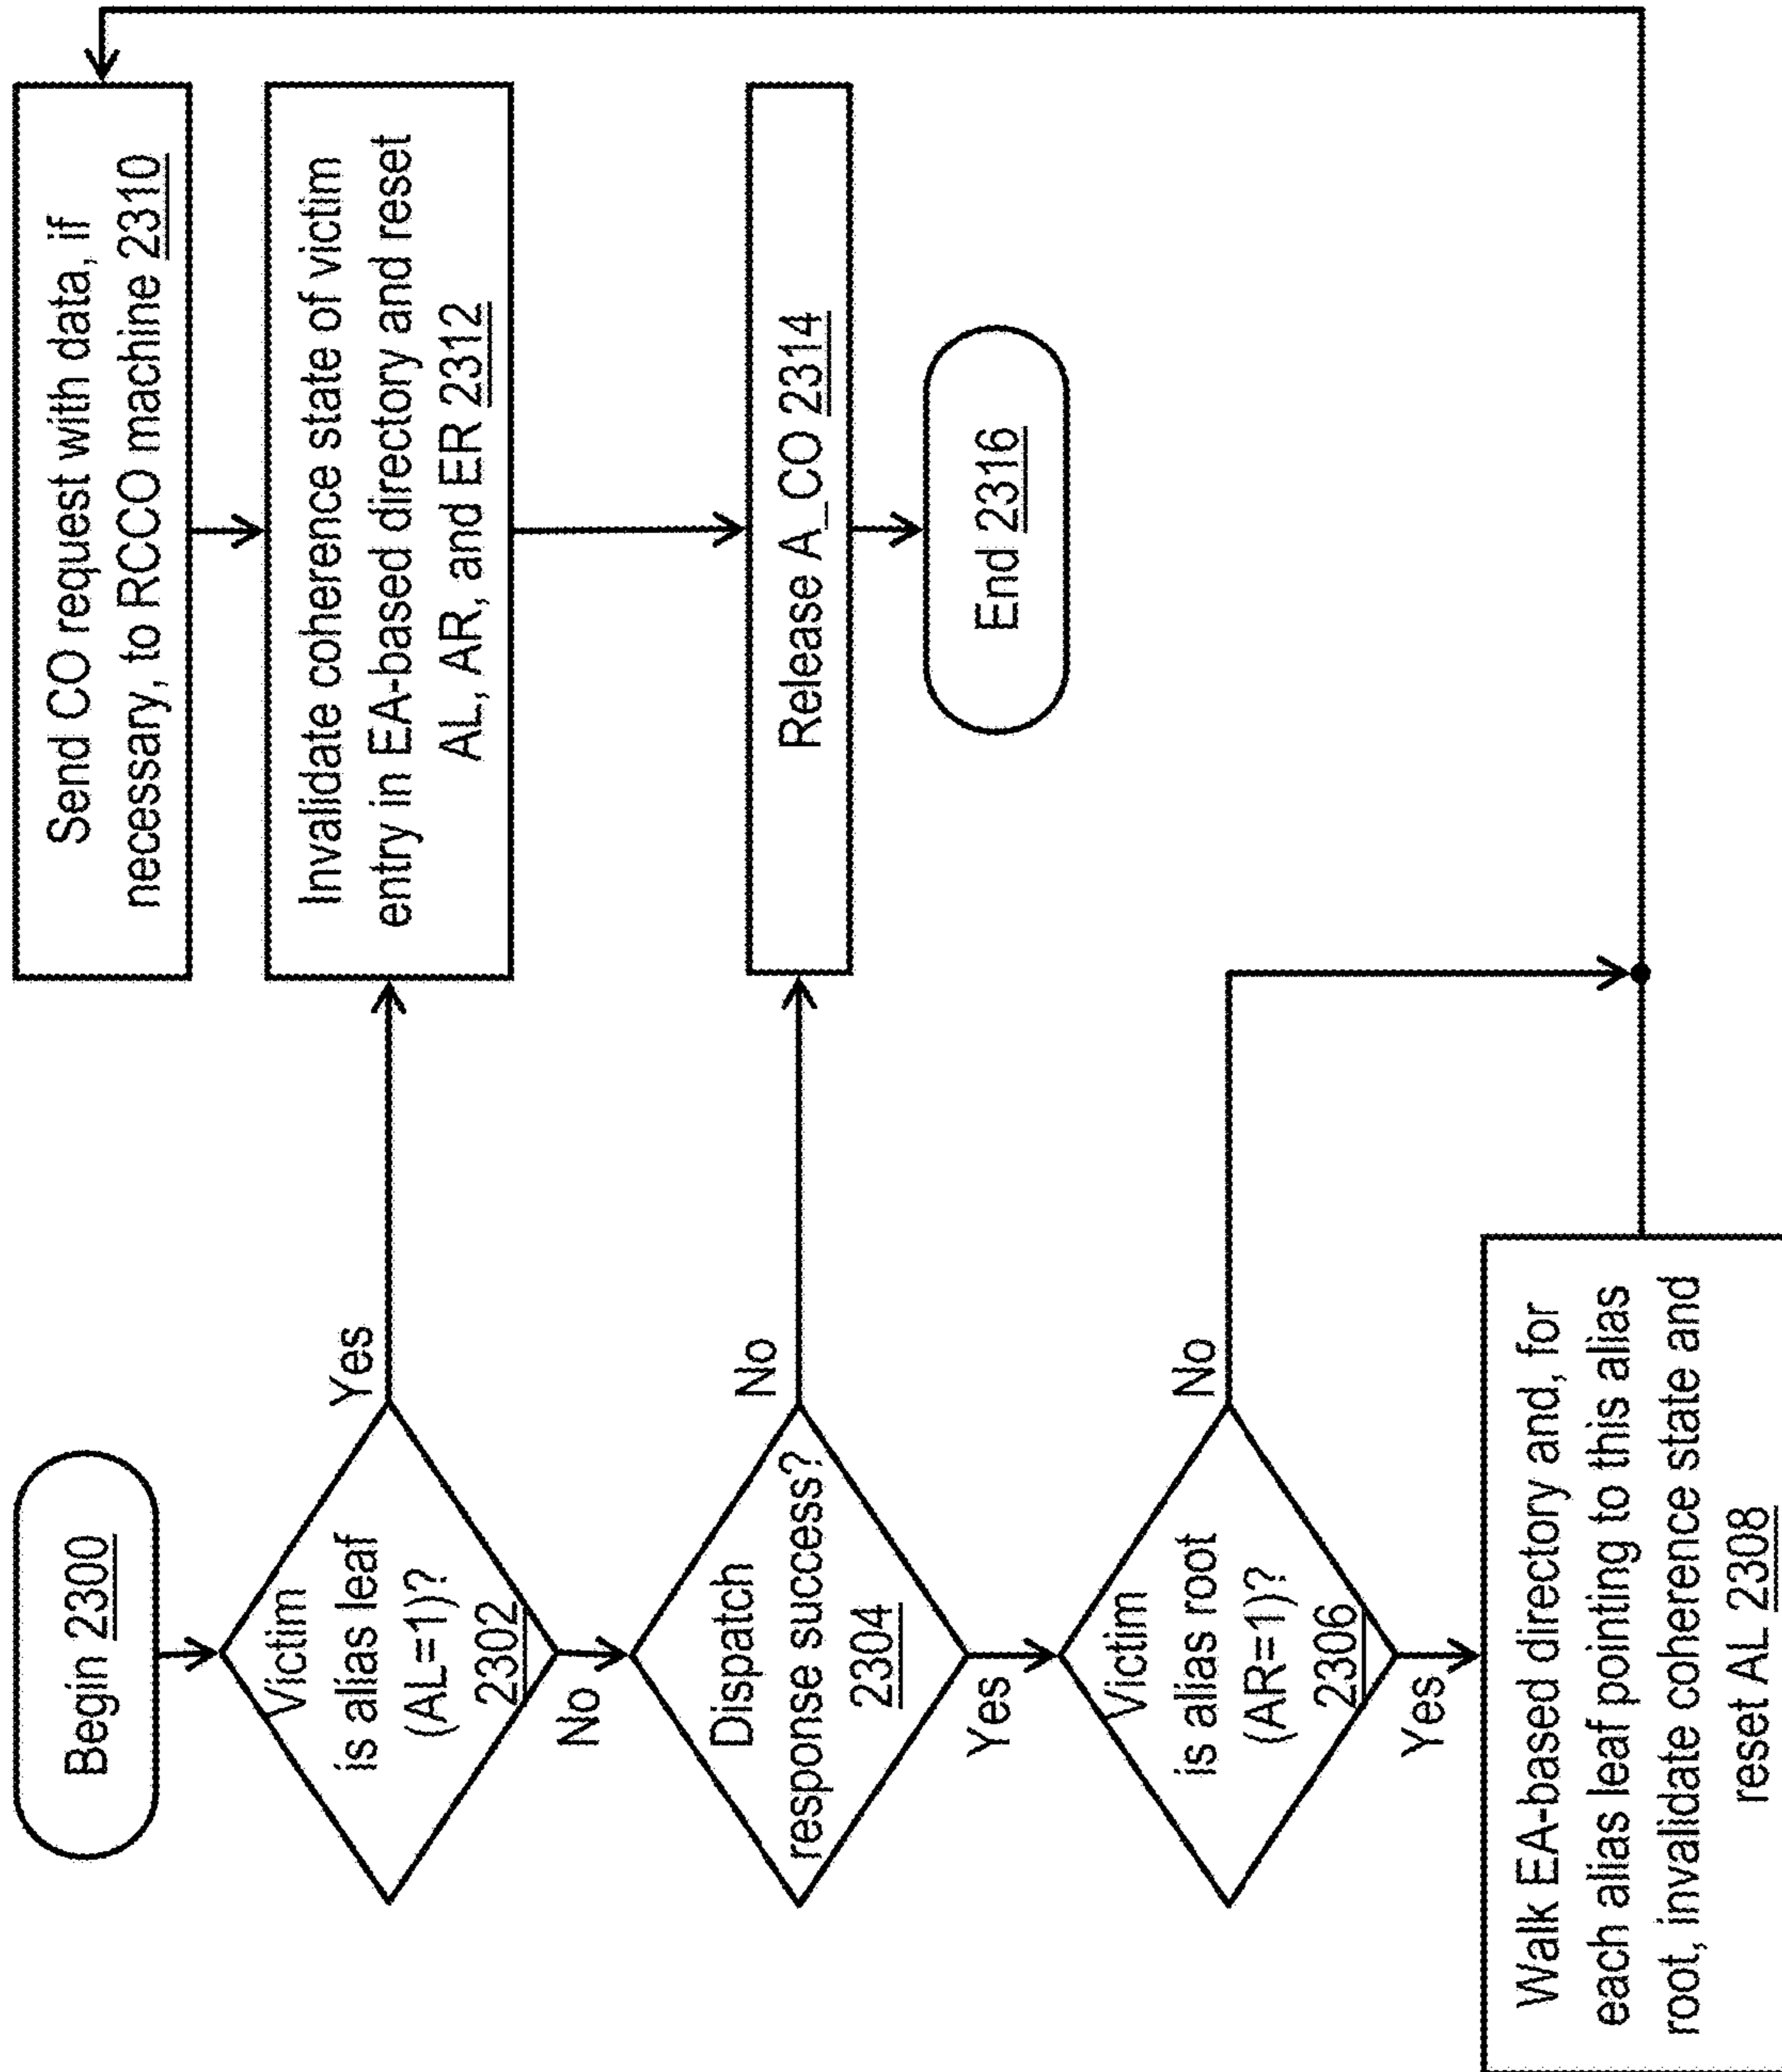 Begin 2300
Victim
is alias leaf
(AL=1)?
2302
Yes
No
Dispatch
response success?
2304
No
Yes
Victim
is alias root
(AR=1)?
2306
No
Yes
Walk EA-based directory and, for
each alias leaf pointing to this alias
root, invalidate coherence state and
reset AL 2308
Send CO request with data, if
necessary, to RCCO machine 2310
Invalidate coherence state of victim
entry in EA-based directory and reset
AL, AR, and ER 2312
Release A_CO 2314
End 2316